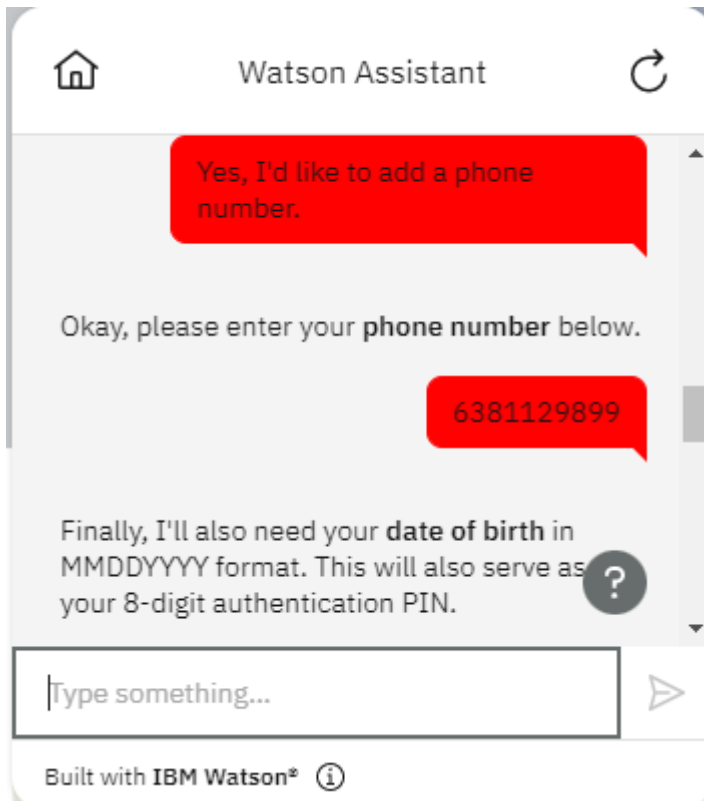 Watson Assistant
Yes, I'd like to add a phone
number.
Okay, please enter your phone number below.
6381129899
Finally, I'll also need your date of birth in
MMDDYYYY format. This will also serve as
your 8-digit authentication PIN.
?
Type something...
Built with IBM Watson®